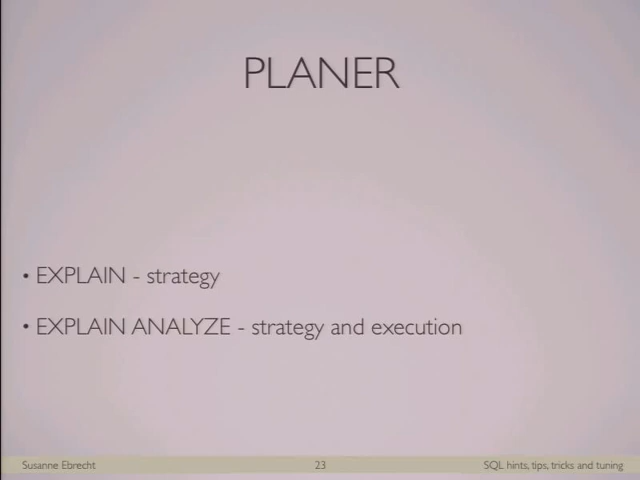 PLANER
• EXPLAIN - strategy
• EXPLAIN ANALYZE - strategy and execution
Susanne Ebrecht
23
SQL hints, tips, tricks and tuning